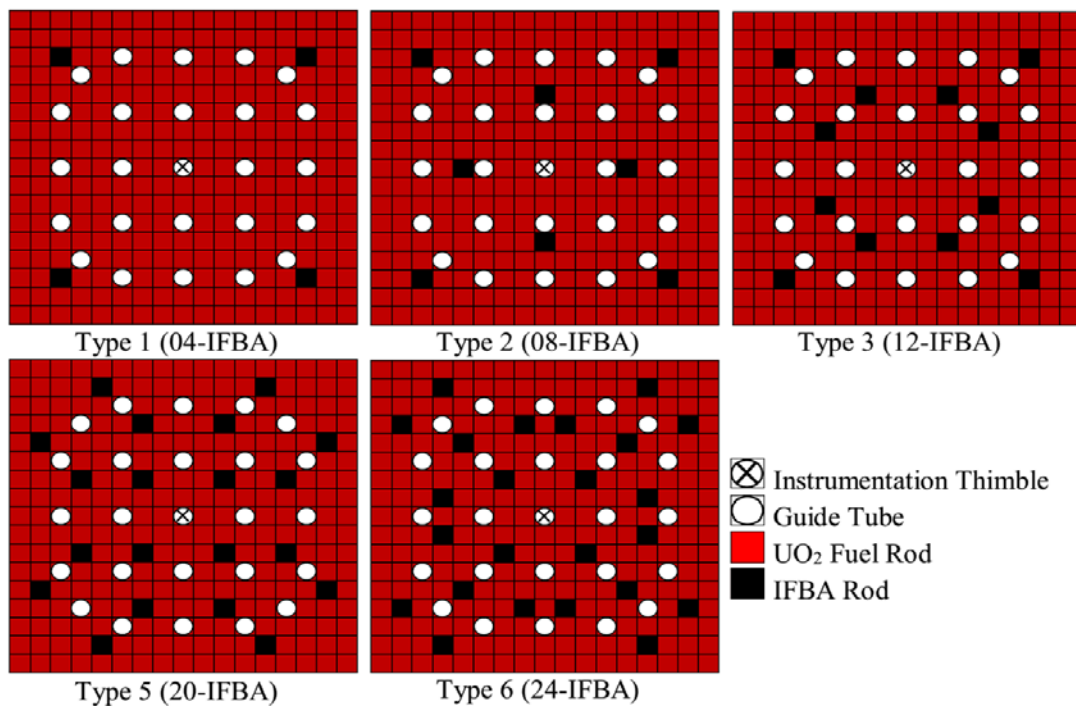 Type 1 (04-IFBA)
Type 2 (08-IFBA)
Type 3 (12-IFBA)
Type 5 (20-IFBA)
Type 6 (24-IFBA)
Instrumentation Thimble
Guide Tube
UO₂ Fuel Rod
IFBA Rod